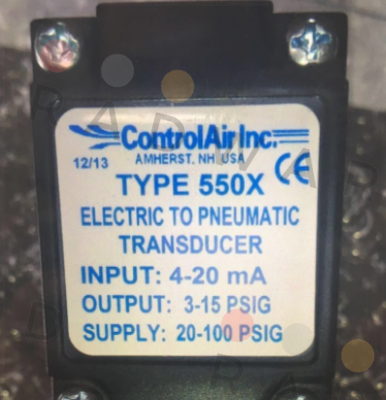 ControlAir Inc.
12/13 AMHERST, NH, USA
TYPE 550X CE
ELECTRIC TO PNEUMATIC
TRANSDUCER
INPUT: 4-20 mA
OUTPUT: 3-15 PSIG
SUPPLY: 20-100 PSIG